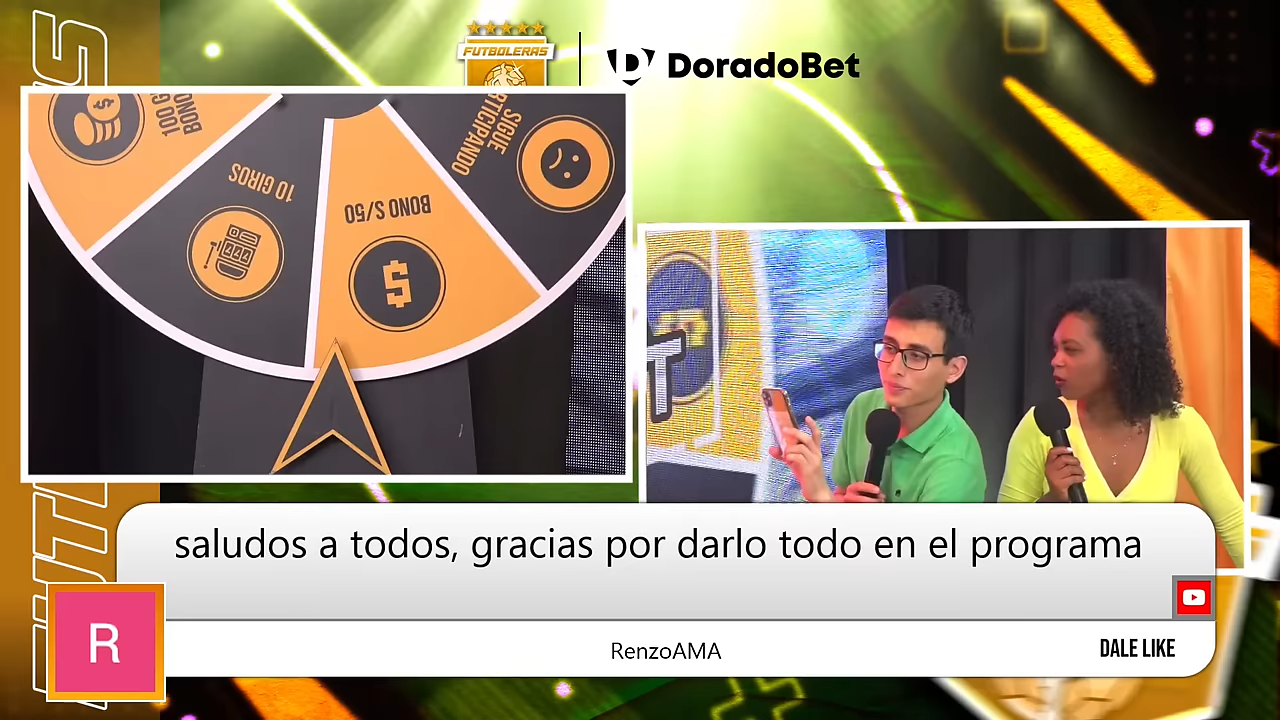 FUTBOLERAS
DoradoBet
100 G
BONO
10 GIROS
BONO S/50
SIGUE
RTICIPANDO
T
saludos a todos, gracias por darlo todo en el programa
R
RenzoAMA
DALE LIKE